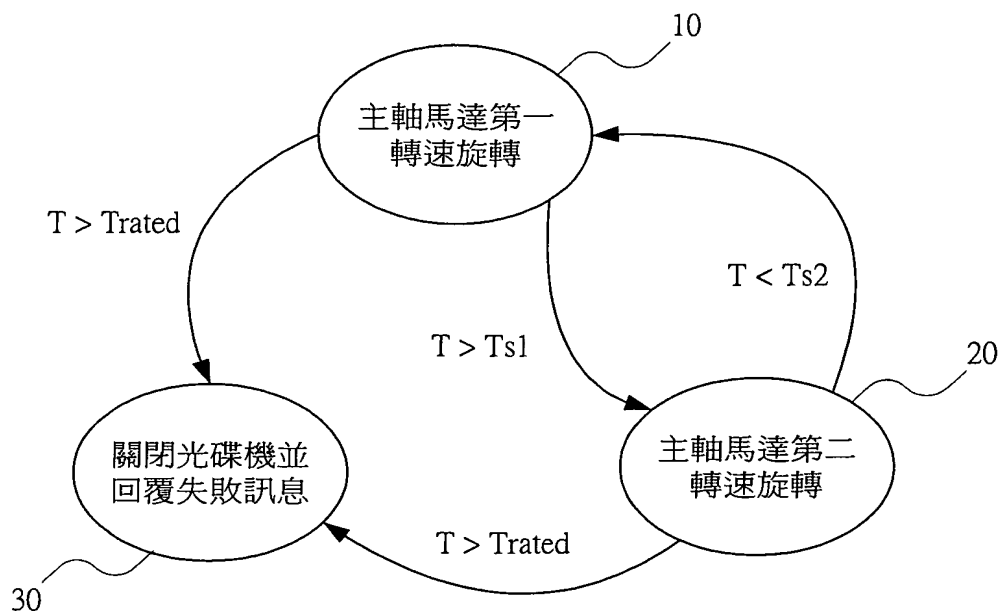 10
主軸馬達第一
轉速旋轉
T > Trated
T < Ts2
T > Ts1
20
關閉光碟機並
回覆失敗訊息
主軸馬達第二
轉速旋轉
T > Trated
30